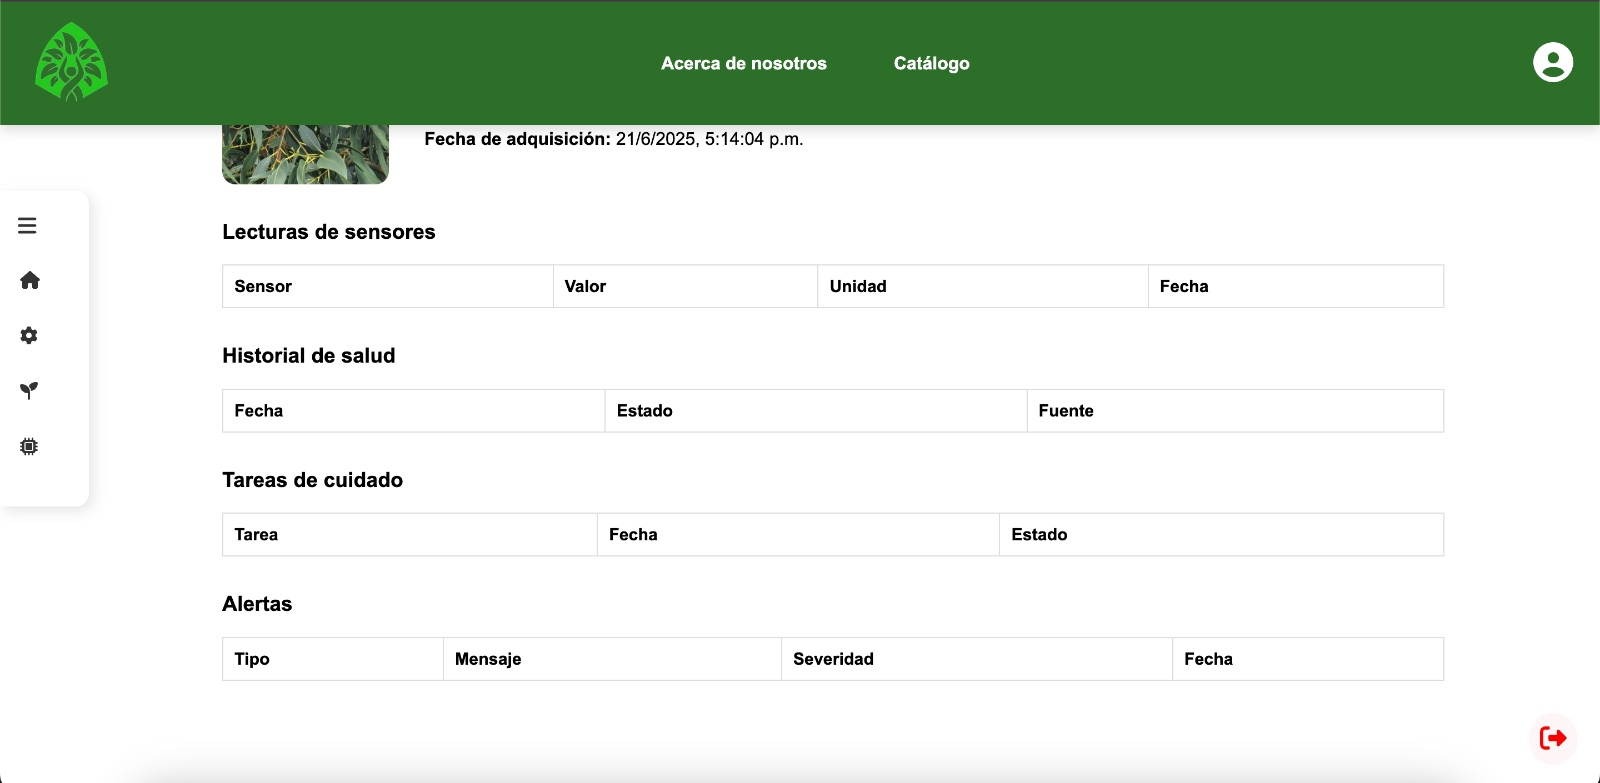 Acerca de nosotros Catálogo
Fecha de adquisición: 21/6/2025, 5:14:04 p.m.
Lecturas de sensores
Sensor Valor Unidad Fecha
Historial de salud
Fecha Estado Fuente
Tareas de cuidado
Tarea Fecha Estado
Alertas
Tipo Mensaje Severidad Fecha